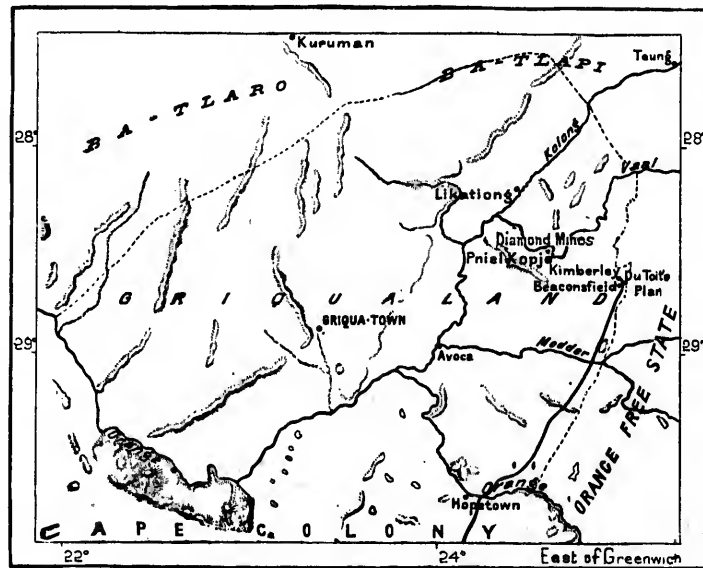 Kuruman
Taung
BA-TLARO
BA-TLAPI
28°
28°
Kolong
Vaal
Likatlong
Diamond Mines
Pniel Kopje
Kimberley
Du Toit's
Beaconsfield
Plan
GRIQUALAND
GRIQUA-TOWN
29°
29°
Avoca
Modder
ORANGE FREE STATE
Orange
Hopetown
CAPE COLONY
22°
24°
East of Greenwich